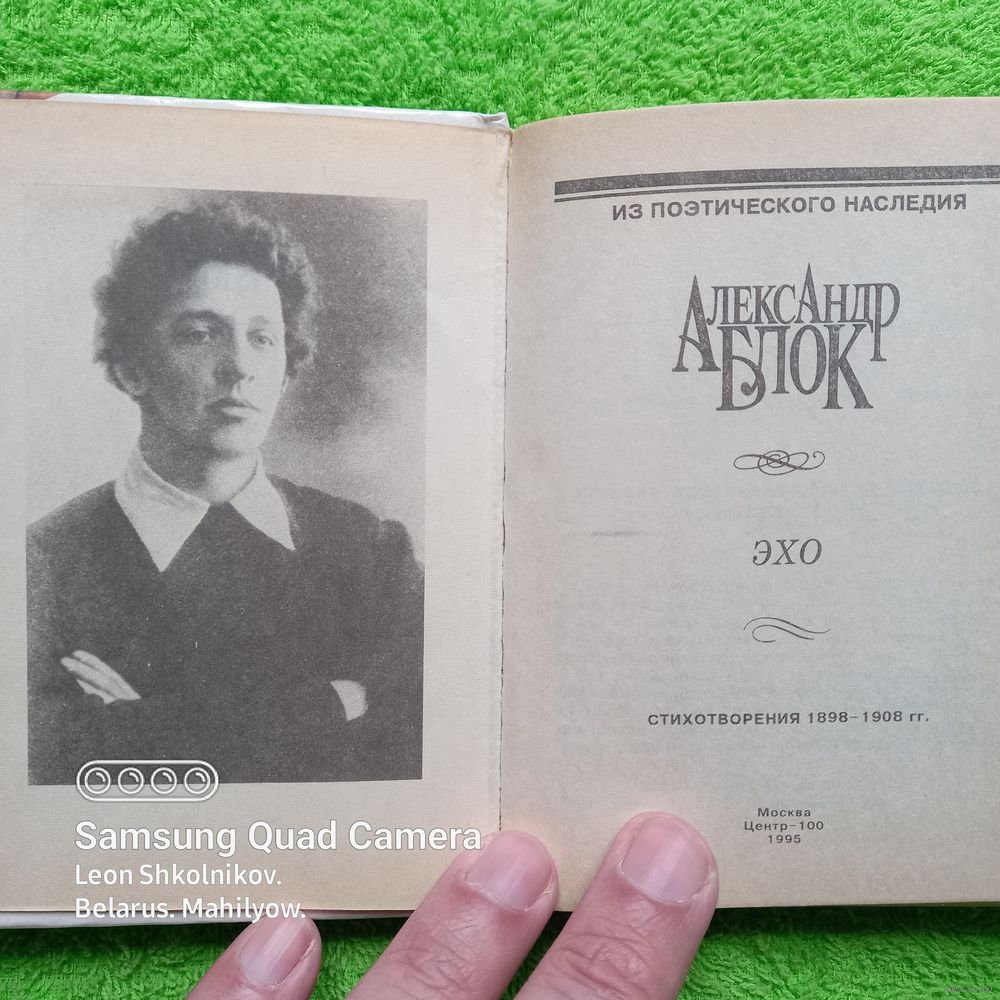 ИЗ ПОЭТИЧЕСКОГО НАСЛЕДИЯ
АЛЕКСАНДР
БЛОК
ЭХО
СТИХОТВОРЕНИЯ 1898–1908 гг.
Москва
Центр-100
1995
Samsung Quad Camera
Leon Shkolnikov.
Belarus. Mahilyow.